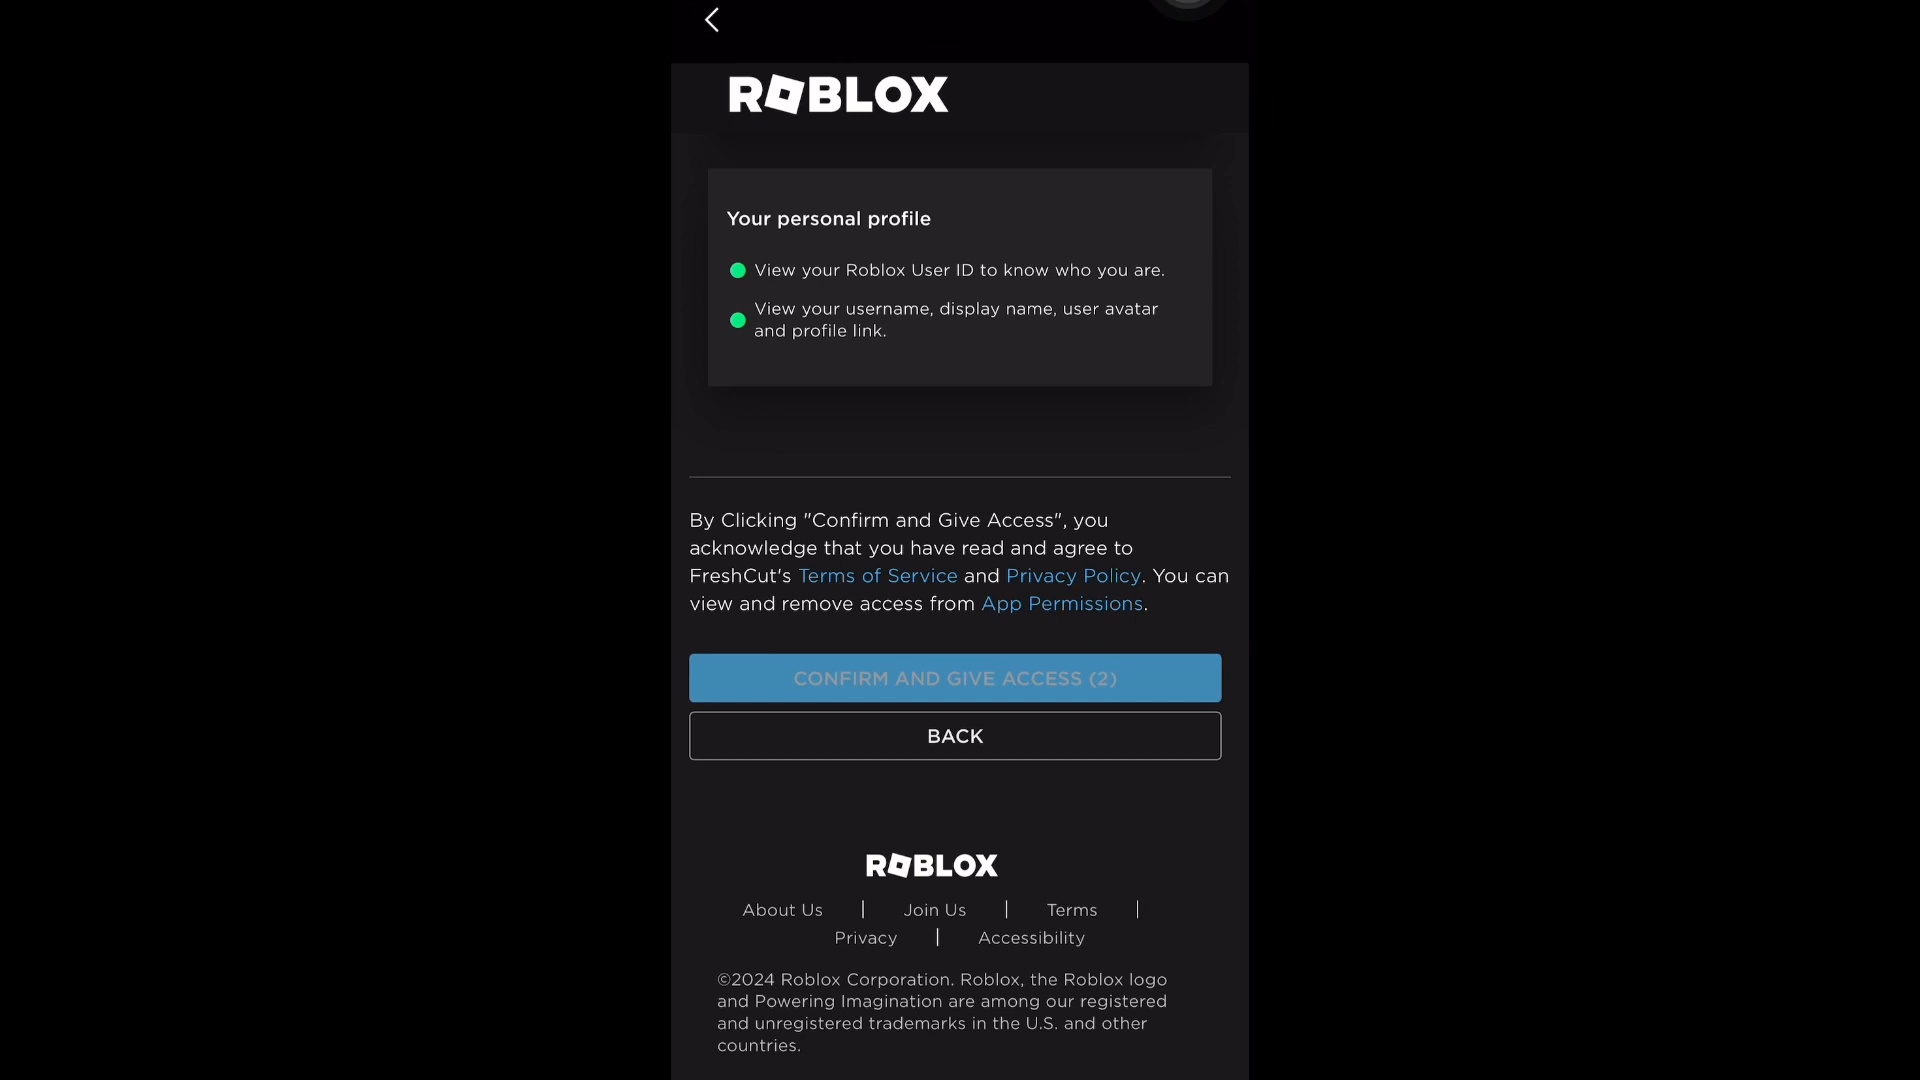 ROBLOX
Your personal profile
View your Roblox User ID to know who you are.
View your username, display name, user avatar
and profile link.
By Clicking "Confirm and Give Access", you
acknowledge that you have read and agree to
FreshCut's Terms of Service and Privacy Policy. You can
view and remove access from App Permissions.
CONFIRM AND GIVE ACCESS (2)
BACK
ROBLOX
About Us | Join Us | Terms |
Privacy | Accessibility
©2024 Roblox Corporation. Roblox, the Roblox logo
and Powering Imagination are among our registered
and unregistered trademarks in the U.S. and other
countries.